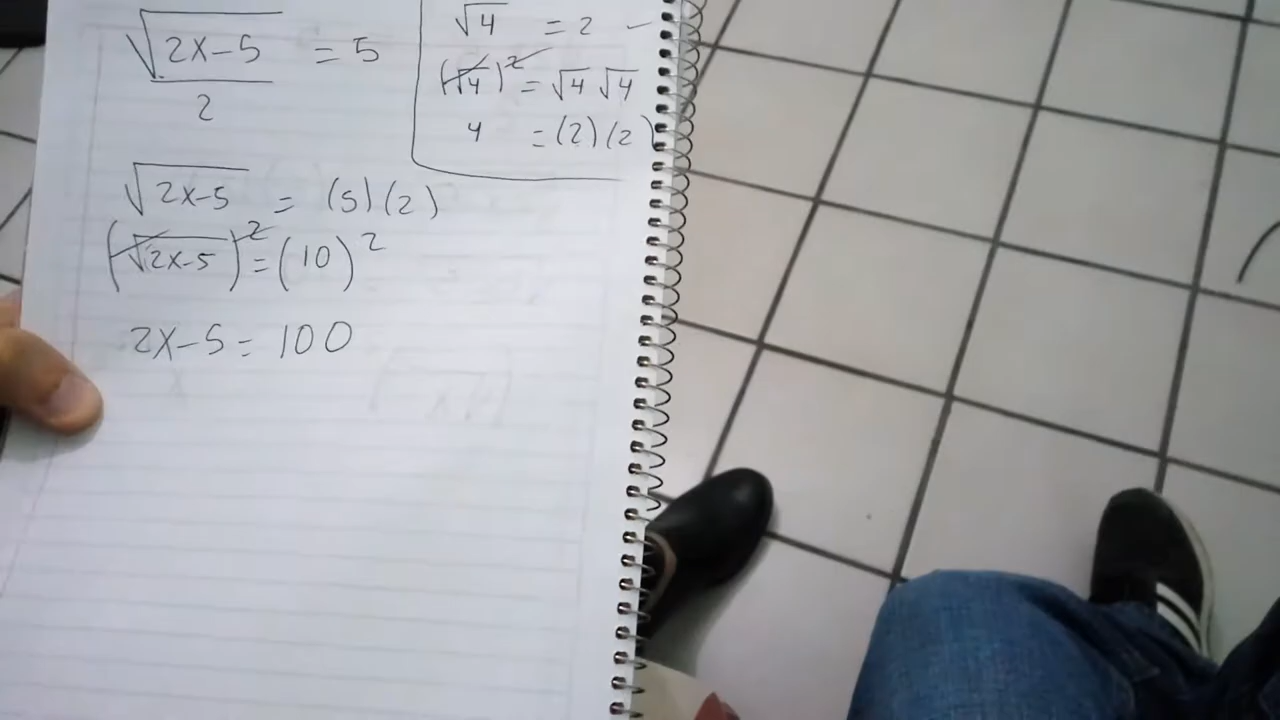 √2x-5 = 5
2
√2x-5 = (5)(2)
(√2x-5)² = (10)²
2x-5 = 100
√4 = 2
(√4)² = √4 √4
4 = (2)(2)